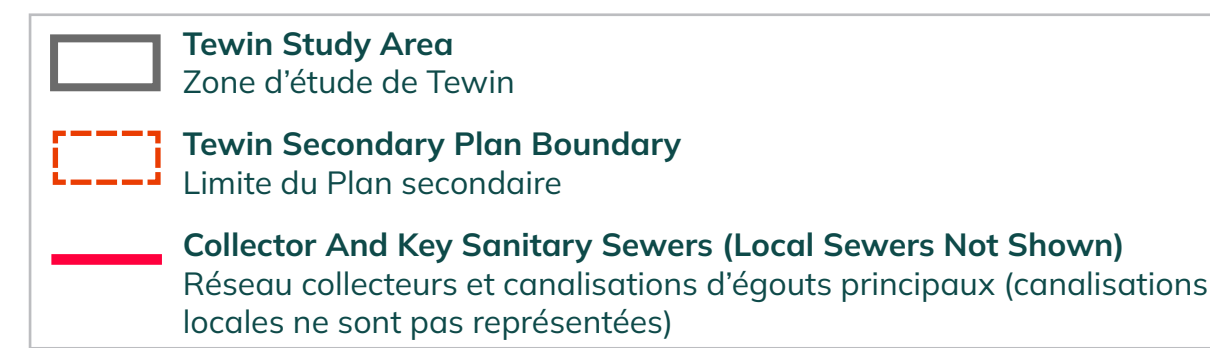 Tewin Study Area
Zone d'étude de Tewin
Tewin Secondary Plan Boundary
Limite du Plan secondaire
Collector And Key Sanitary Sewers (Local Sewers Not Shown)
Réseau collecteurs et canalisations d'égouts principaux (canalisations
locales ne sont pas représentées)